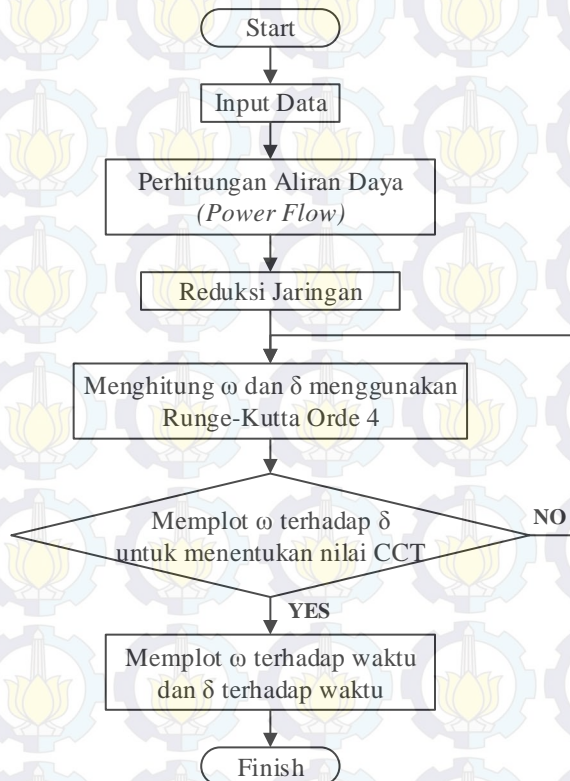 Start
Input Data
Perhitungan Aliran Daya
(Power Flow)
Reduksi Jaringan
Menghitung ω dan δ menggunakan
Runge-Kutta Orde 4
Memplot ω terhadap δ
untuk menentukan nilai CCT
NO
YES
Memplot ω terhadap waktu
dan δ terhadap waktu
Finish